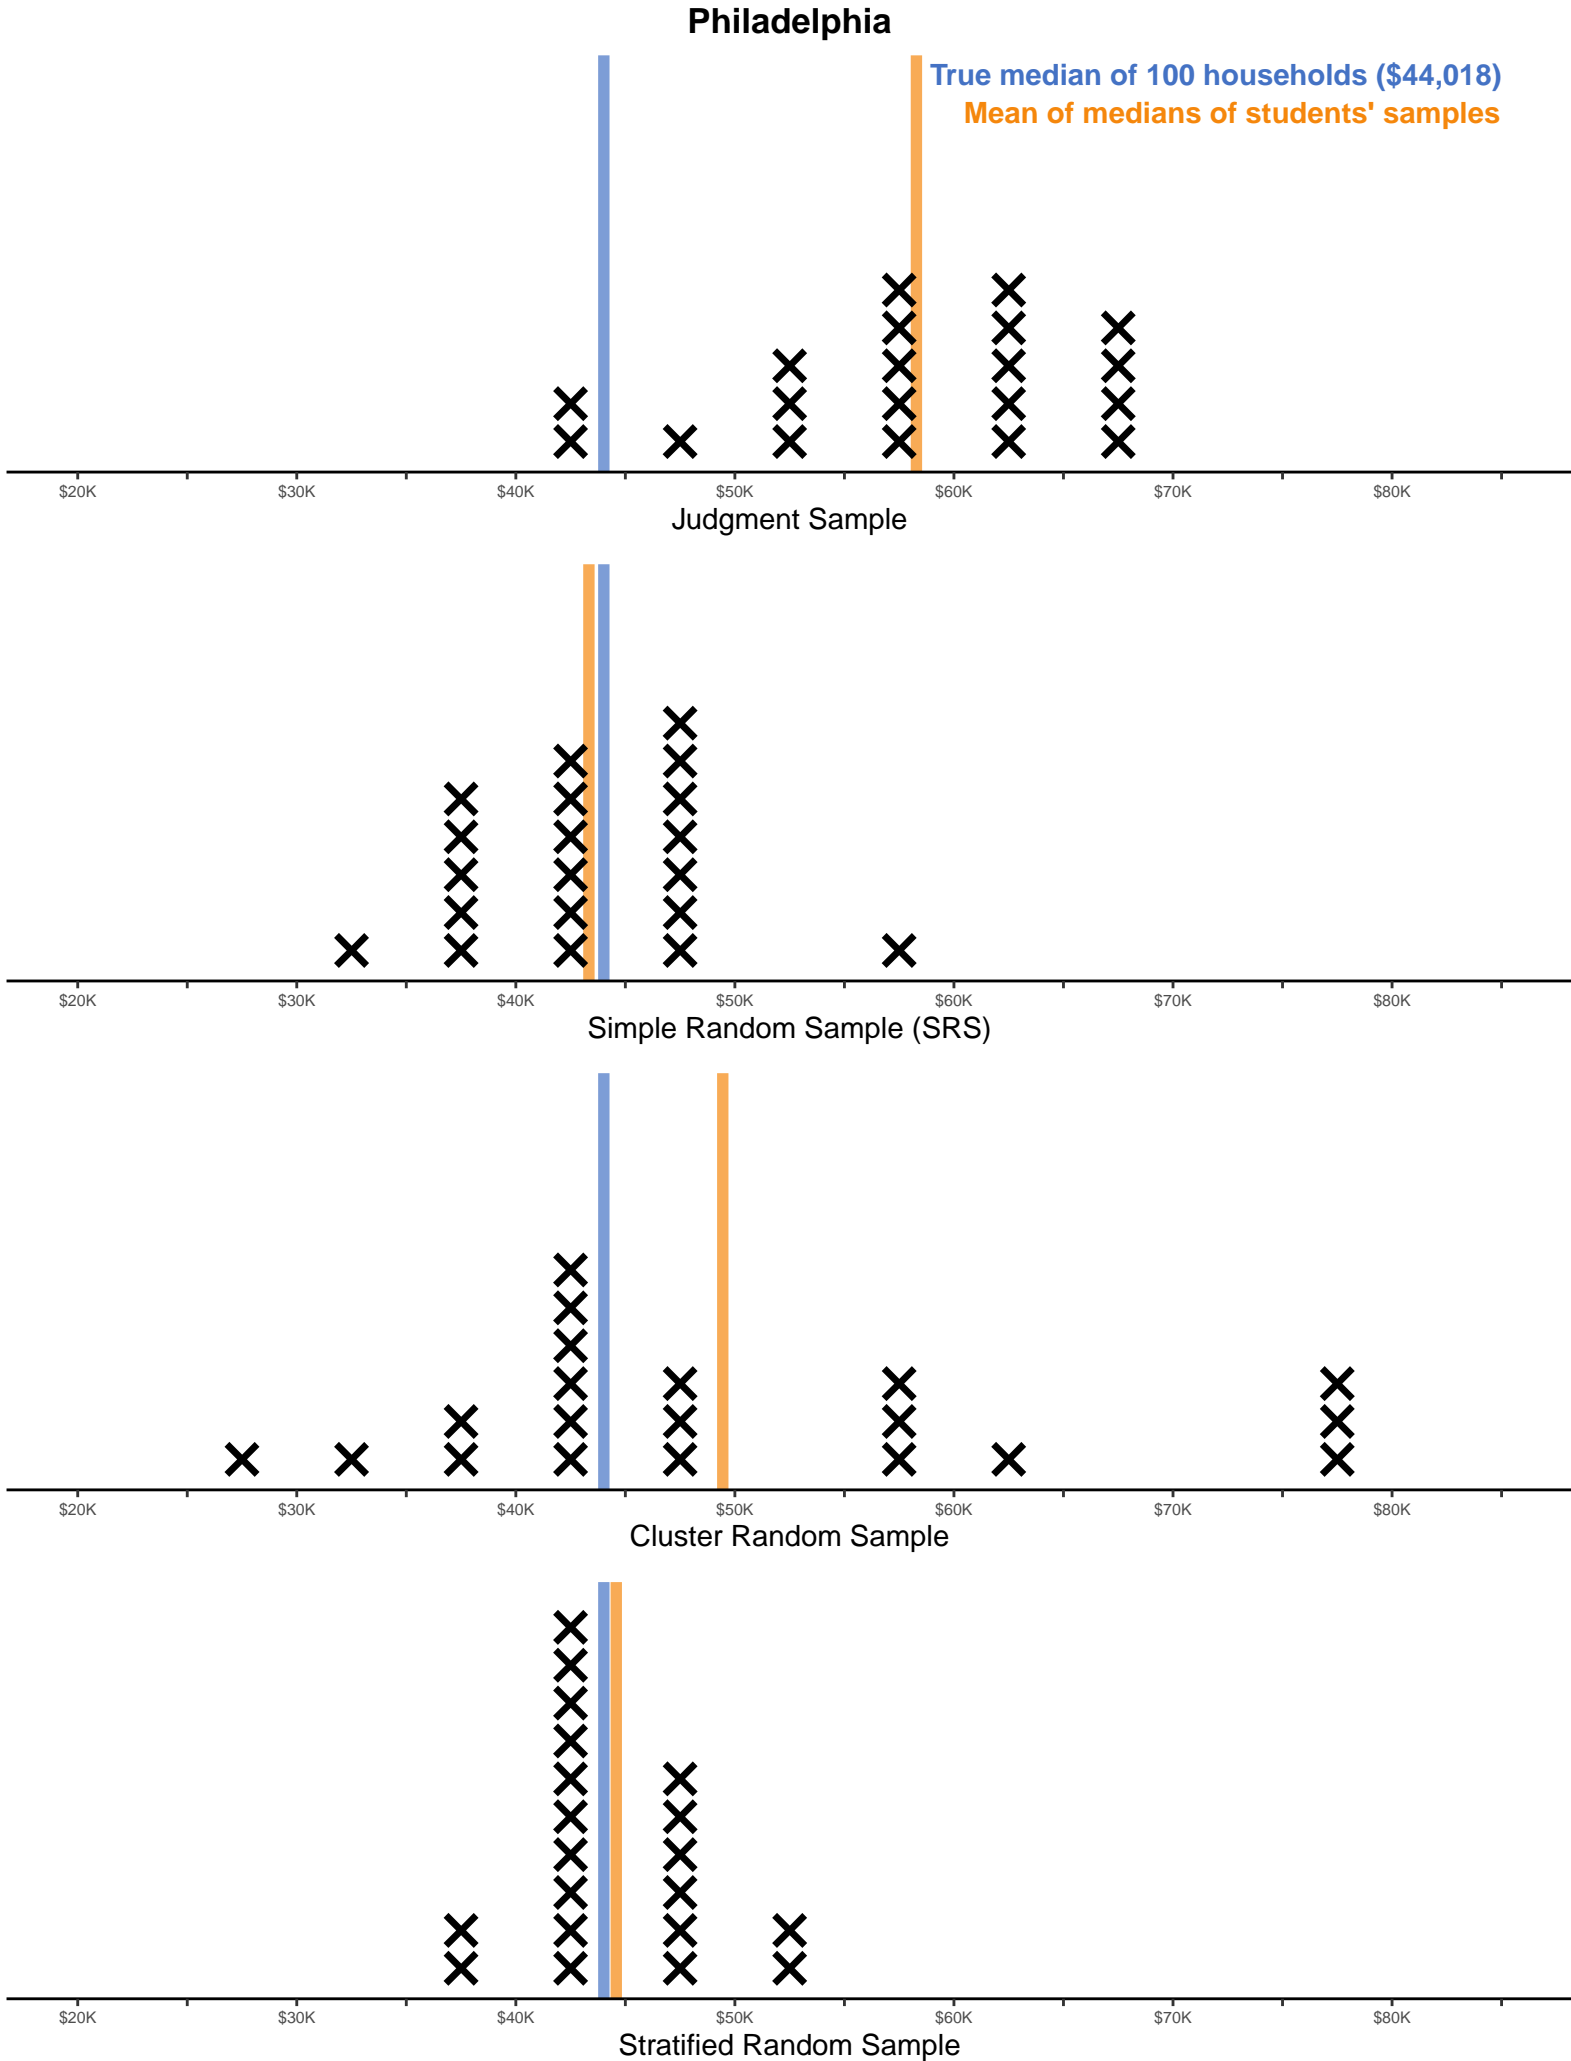 Philadelphia
True median of 100 households ($44,018)
Mean of medians of students' samples
$20K $30K $40K $50K $60K $70K $80K
Judgment Sample
$20K $30K $40K $50K $60K $70K $80K
Simple Random Sample (SRS)
$20K $30K $40K $50K $60K $70K $80K
Cluster Random Sample
$20K $30K $40K $50K $60K $70K $80K
Stratified Random Sample